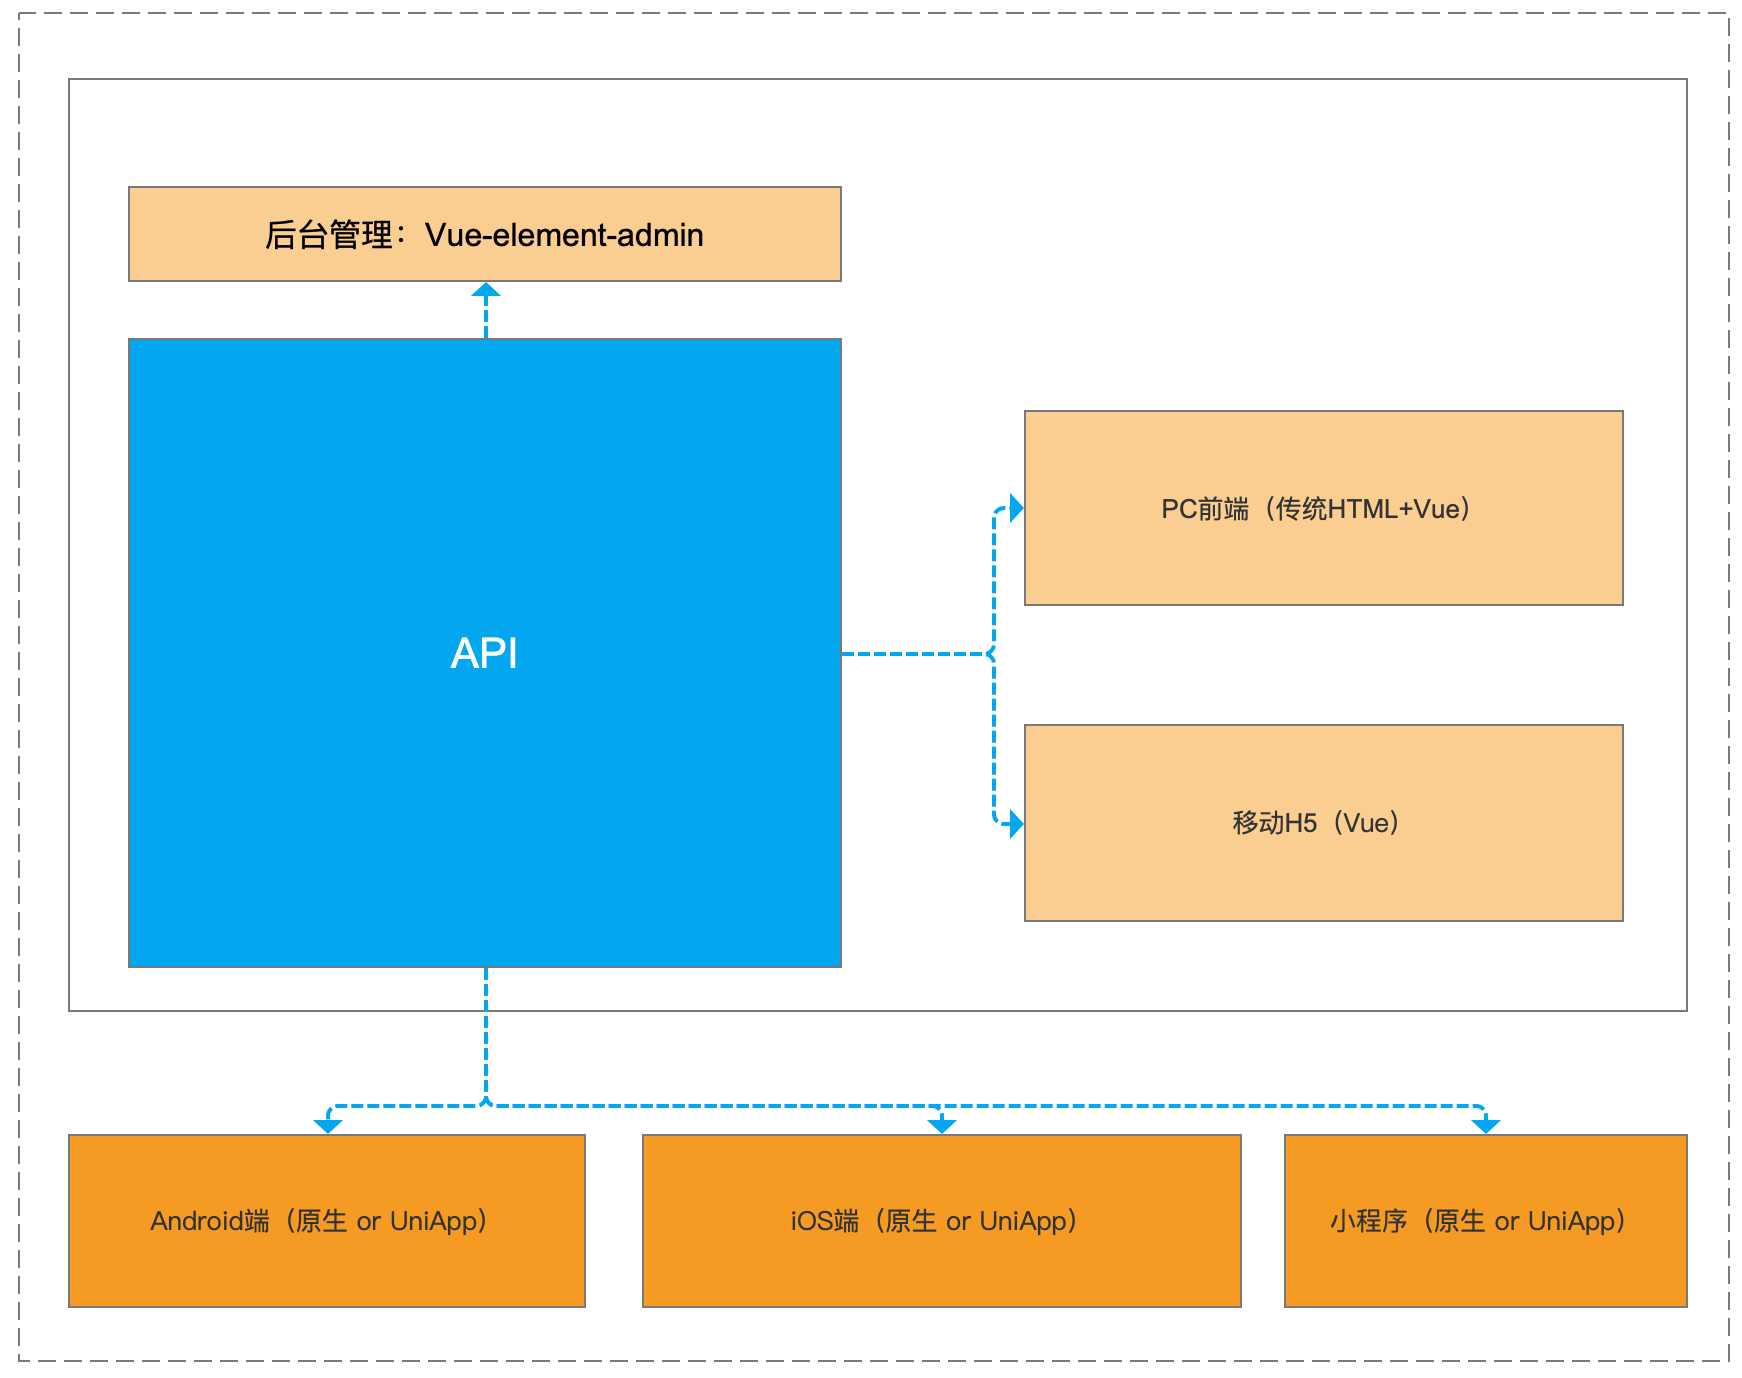 后台管理：Vue-element-admin
API
PC前端（传统HTML+Vue）
移动H5（Vue）
Android端（原生 or UniApp）
iOS端（原生 or UniApp）
小程序（原生 or UniApp）